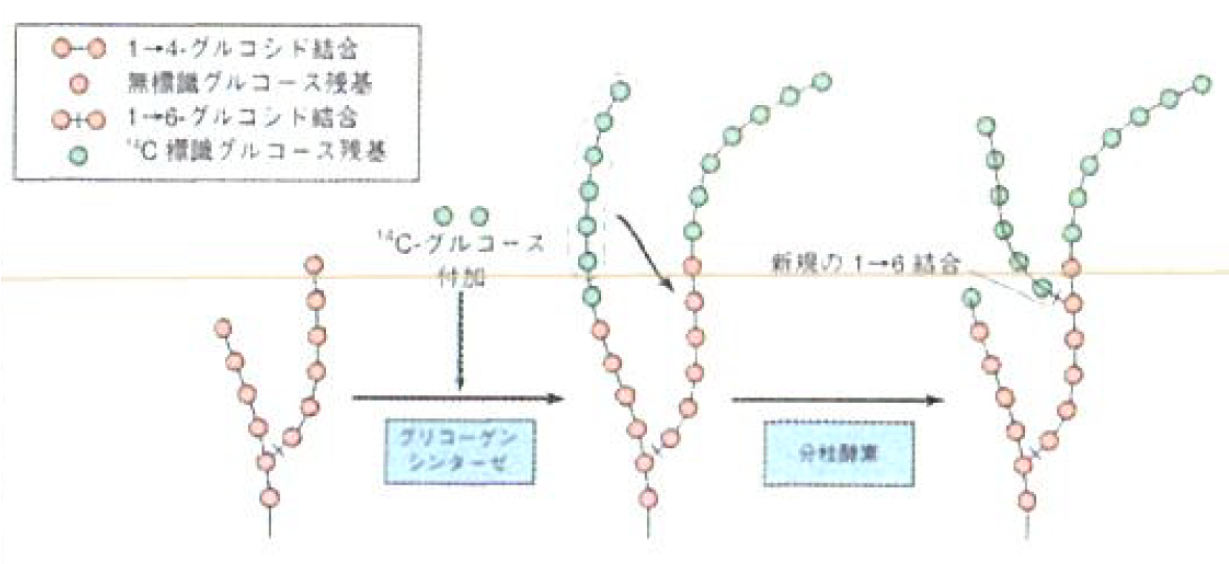 1→4-グルコシド結合
無標識グルコース残基
1→6-グルコシド結合
¹⁴C 標識グルコース残基
¹⁴C-グルコース
付加
新規の 1→6 結合
グリコーゲン
シンターゼ
分枝酵素